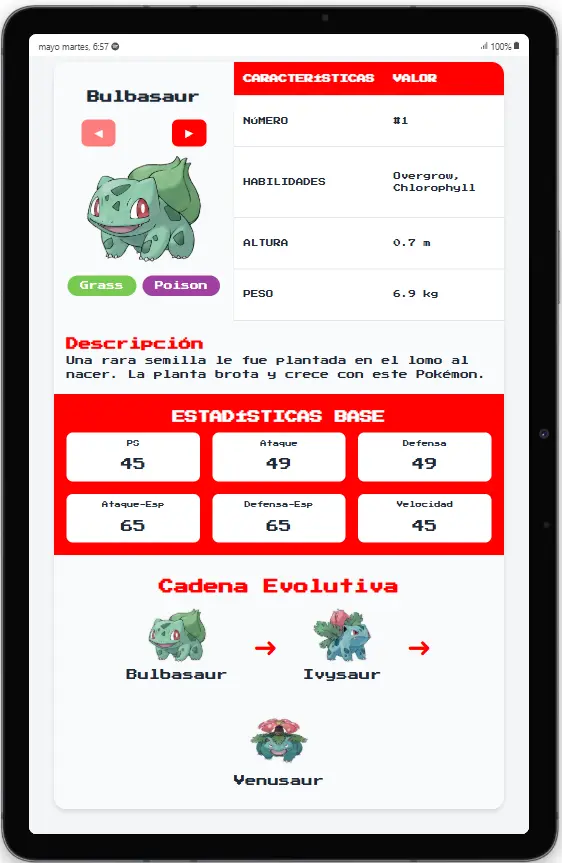 mayo martes, 6:57
100%
Bulbasaur
◄ ►
Grass Poison
CARACTERíSTICAS VALOR
NúMERO #1
HABILIDADES Overgrow,
Chlorophyll
ALTURA 0.7 m
PESO 6.9 kg
Descripción
Una rara semilla le fue plantada en el lomo al
nacer. La planta brota y crece con este Pokémon.
ESTADíSTICAS BASE
PS Ataque Defensa
45 49 49
Ataque-Esp Defensa-Esp Velocidad
65 65 45
Cadena Evolutiva
→ →
Bulbasaur Ivysaur
Venusaur